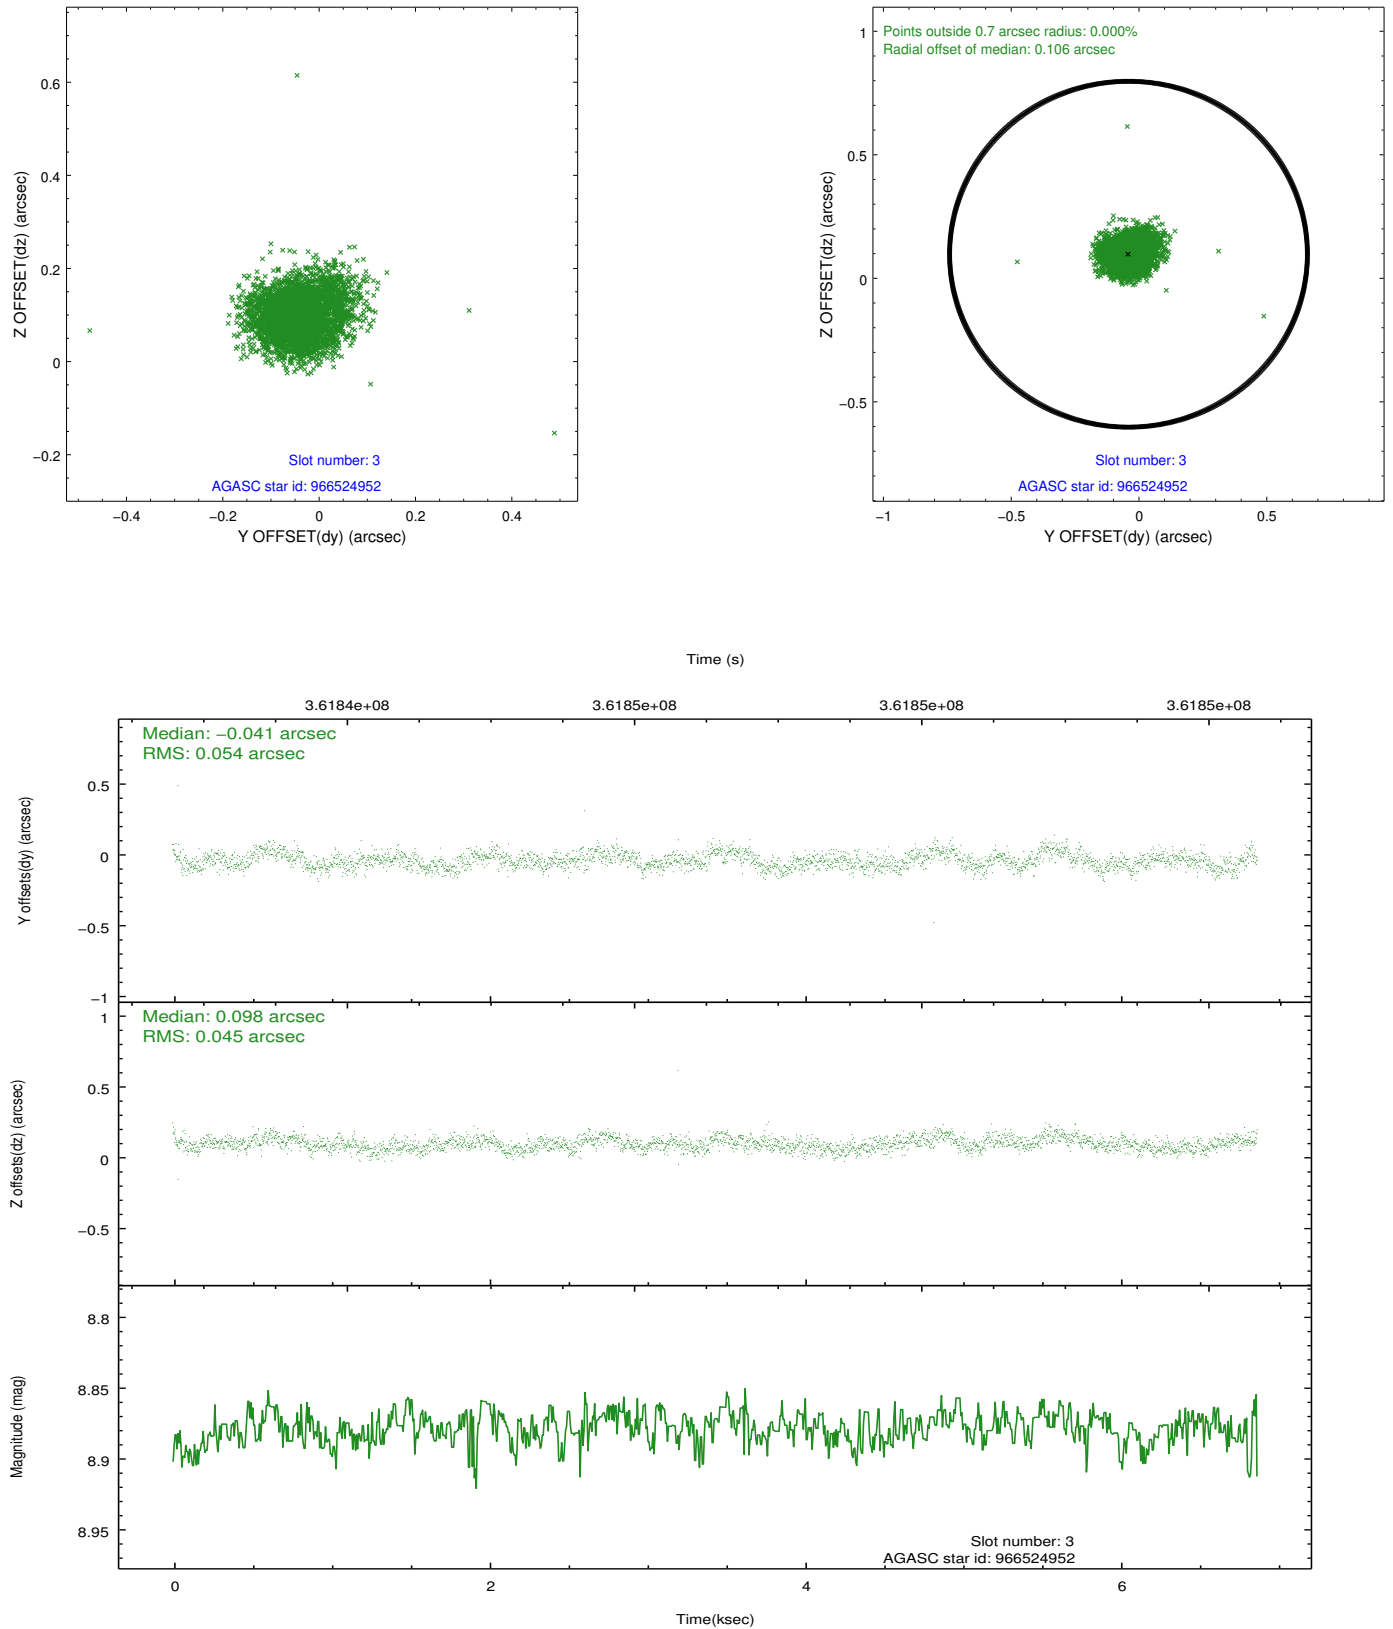 0.6
0.4
0.2
0
−0.2
Z OFFSET(dz) (arcsec)
Slot number: 3
AGASC star id: 966524952
−0.4
−0.2
0
0.2
0.4
Y OFFSET(dy) (arcsec)
Points outside 0.7 arcsec radius: 0.000%
Radial offset of median: 0.106 arcsec
1
0.5
0
−0.5
Z OFFSET(dz) (arcsec)
Slot number: 3
AGASC star id: 966524952
−1
−0.5
0
0.5
Y OFFSET(dy) (arcsec)
Time (s)
3.6184e+08
3.6185e+08
3.6185e+08
3.6185e+08
Median: −0.041 arcsec
RMS: 0.054 arcsec
0.5
0
−0.5
−1
Y offsets(dy) (arcsec)
Median: 0.098 arcsec
RMS: 0.045 arcsec
1
0.5
0
−0.5
Z offsets(dz) (arcsec)
8.8
8.85
8.9
8.95
Magnitude (mag)
Slot number: 3
AGASC star id: 966524952
0
2
4
6
Time(ksec)